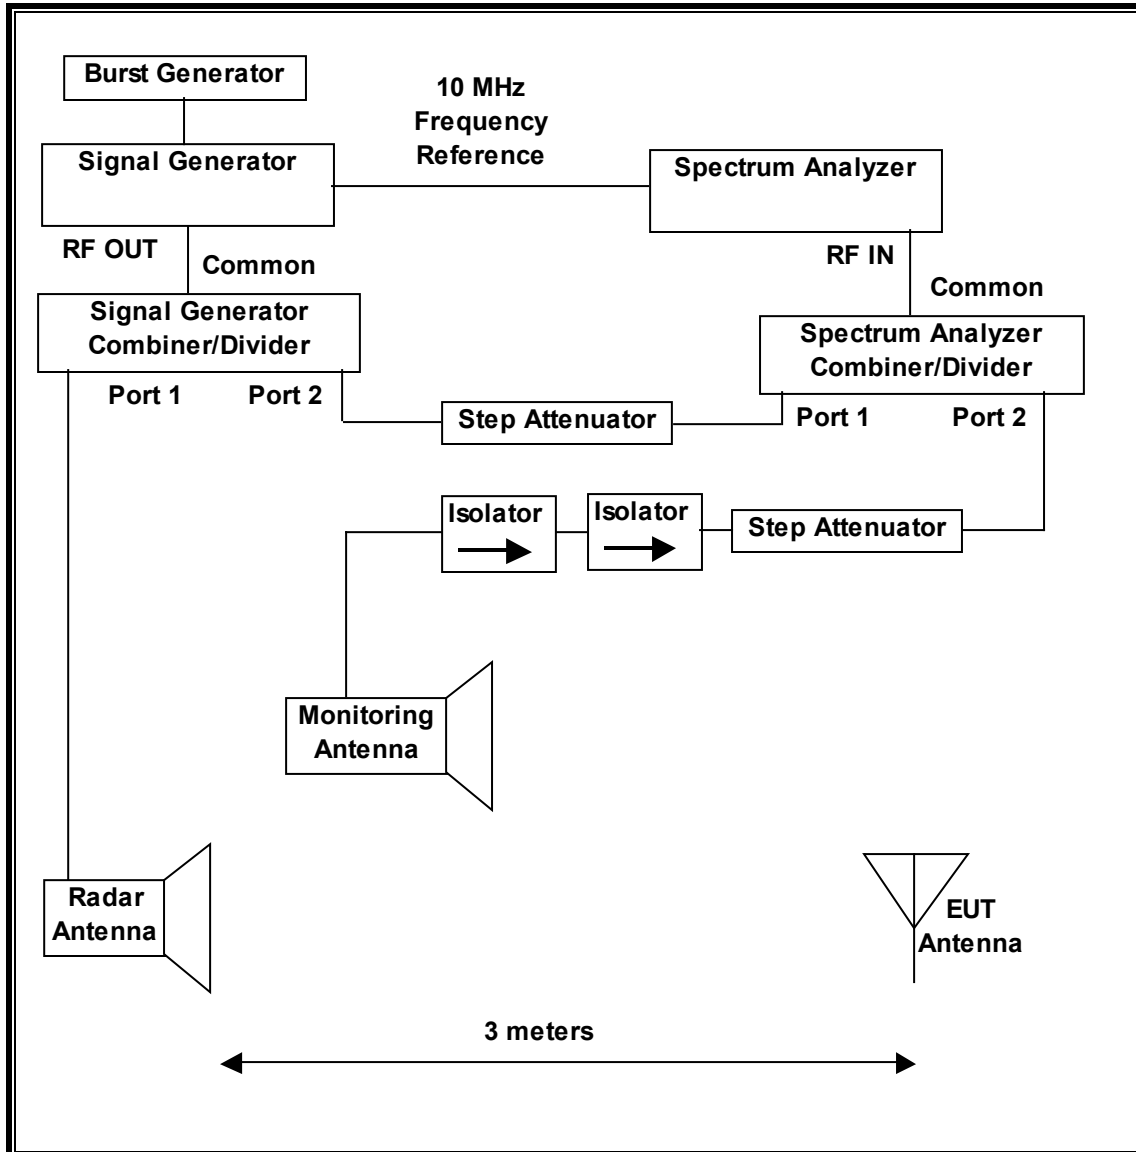 Burst Generator
10 MHz
Frequency
Reference
Signal Generator
Spectrum Analyzer
RF OUT
Common
RF IN
Common
Signal Generator
Combiner/Divider
Spectrum Analyzer
Combiner/Divider
Port 1
Port 2
Step Attenuator
Port 1
Port 2
Isolator
Isolator
Step Attenuator
Monitoring
Antenna
Radar
Antenna
EUT
Antenna
3 meters